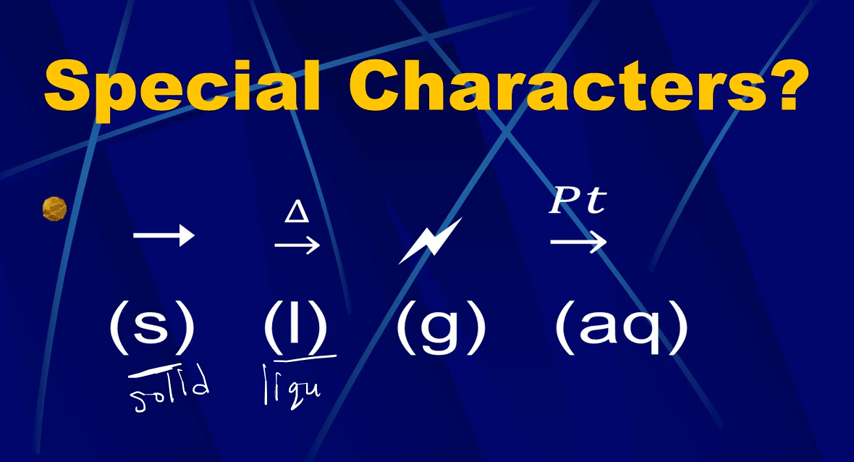 Special Characters?
→ Δ→ Pt→
(s) (l) (g) (aq)
solid liqu